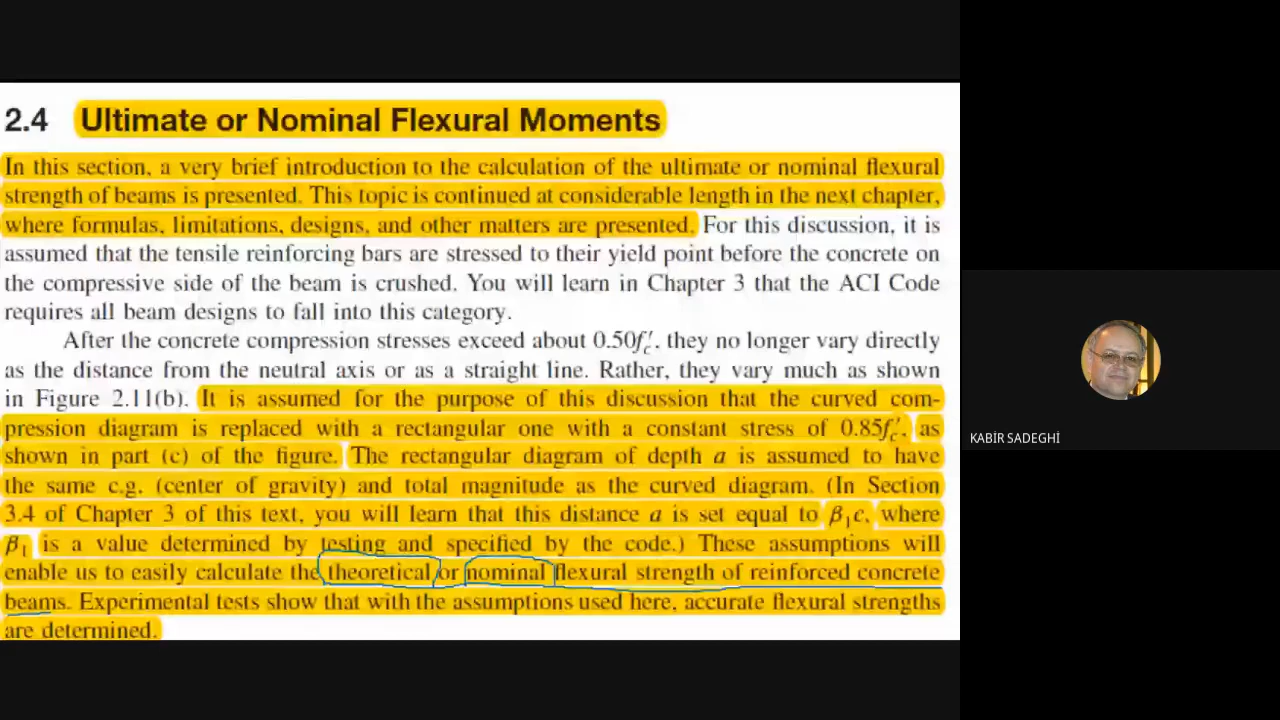 2.4 Ultimate or Nominal Flexural Moments
In this section, a very brief introduction to the calculation of the ultimate or nominal flexural
strength of beams is presented. This topic is continued at considerable length in the next chapter,
where formulas, limitations, designs, and other matters are presented. For this discussion, it is
assumed that the tensile reinforcing bars are stressed to their yield point before the concrete on
the compressive side of the beam is crushed. You will learn in Chapter 3 that the ACI Code
requires all beam designs to fall into this category.
After the concrete compression stresses exceed about 0.50f′c, they no longer vary directly
as the distance from the neutral axis or as a straight line. Rather, they vary much as shown
in Figure 2.11(b). It is assumed for the purpose of this discussion that the curved com-
pression diagram is replaced with a rectangular one with a constant stress of 0.85f′c, as
shown in part (c) of the figure. The rectangular diagram of depth a is assumed to have
the same c.g. (center of gravity) and total magnitude as the curved diagram. (In Section
3.4 of Chapter 3 of this text, you will learn that this distance a is set equal to β1c, where
β1 is a value determined by testing and specified by the code.) These assumptions will
enable us to easily calculate the theoretical or nominal flexural strength of reinforced concrete
beams. Experimental tests show that with the assumptions used here, accurate flexural strengths
are determined.
KABİR SADEGHİ